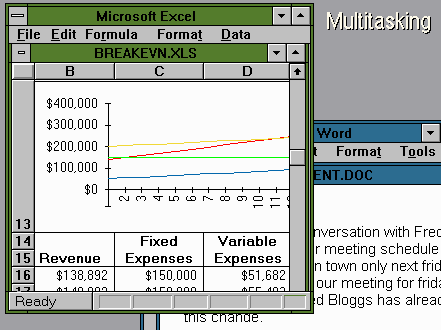 Microsoft Excel
Multitasking
File Edit Formula Format Data
BREAKEVN.XLS
B C D
$400,000
$300,000
$200,000
$100,000
$0
1 2 3 4 5 6 7 8 9 10 11
13
14 Fixed Variable
15 Revenue Expenses Expenses
16 $138,892 $150,000 $51,682
17
Ready
Word
Format Tools
ENT.DOC
nversation with Fred
r meeting schedule
n town only next frid
our meeting for frida
ed Bloggs has alread
this change.